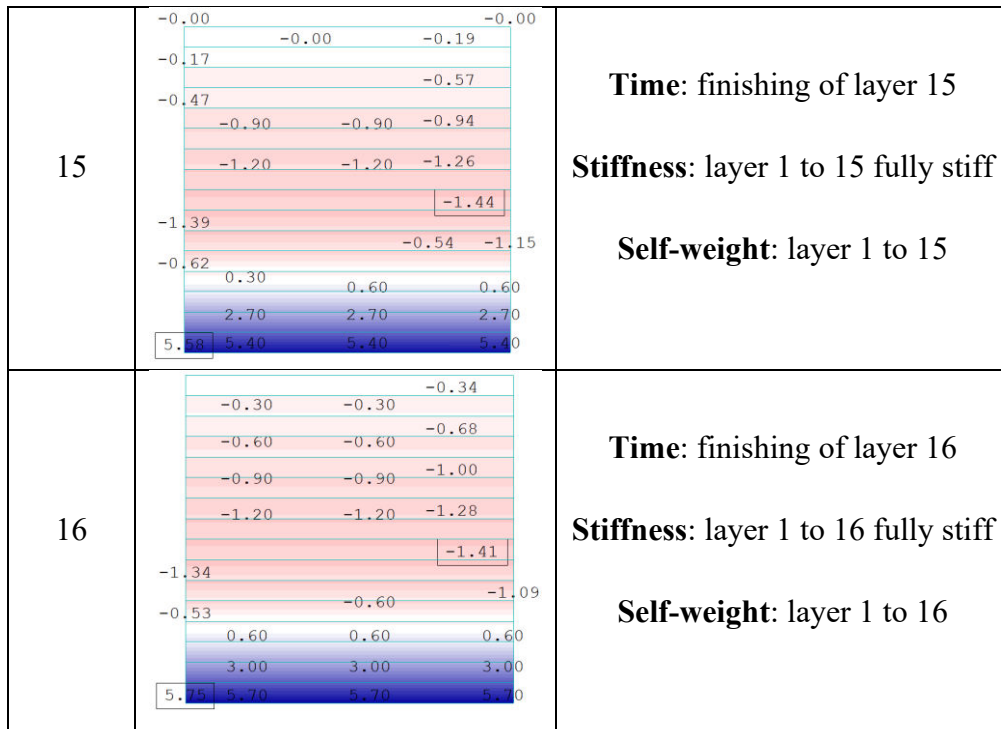 -0.00 -0.00
-0.00 -0.19
-0.17
-0.57
-0.47
-0.90 -0.90 -0.94
-1.20 -1.20 -1.26
-1.44
-1.39
-0.54 -1.15
-0.62
0.30
0.60 0.60
2.70 2.70 2.70
5.58 5.40 5.40 5.40
15
Time: finishing of layer 15
Stiffness: layer 1 to 15 fully stiff
Self-weight: layer 1 to 15
-0.34
-0.30 -0.30
-0.68
-0.60 -0.60
-1.00
-0.90 -0.90
-1.20 -1.20 -1.28
-1.41
-1.34
-1.09
-0.60
-0.53
0.60 0.60 0.60
3.00 3.00 3.00
5.75 5.70 5.70 5.70
16
Time: finishing of layer 16
Stiffness: layer 1 to 16 fully stiff
Self-weight: layer 1 to 16